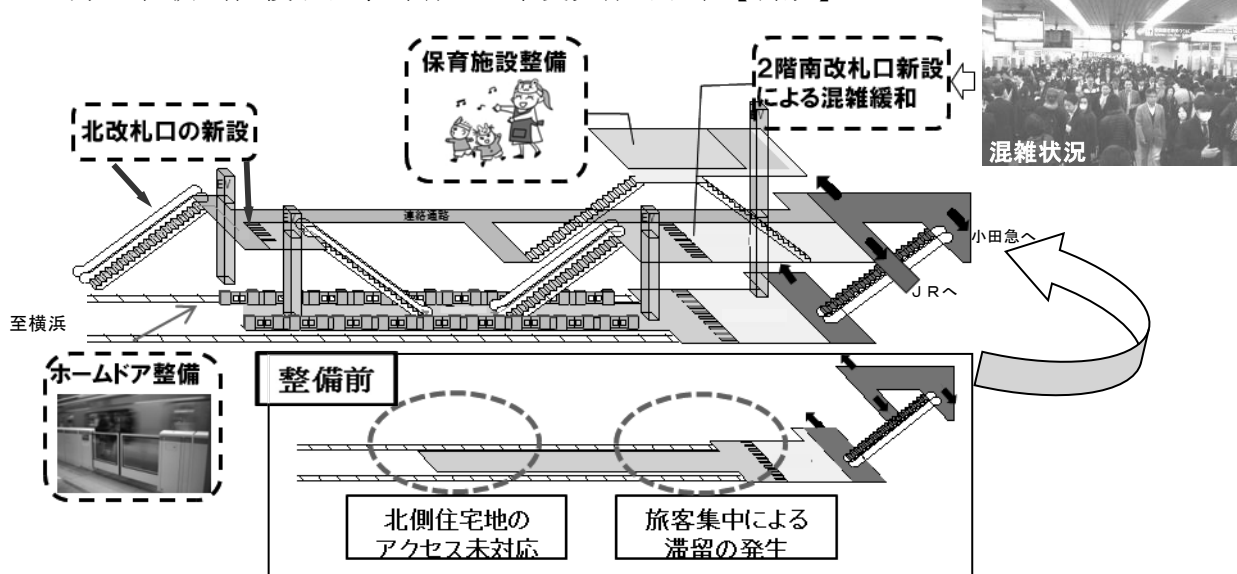 保育施設整備
2階南改札口新設
による混雑緩和
混雑状況
北改札口の新設
EV
EV
EV
EV
連絡通路
小田急へ
JRへ
至横浜
ホームドア整備
整備前
北側住宅地の
アクセス未対応
旅客集中による
滞留の発生